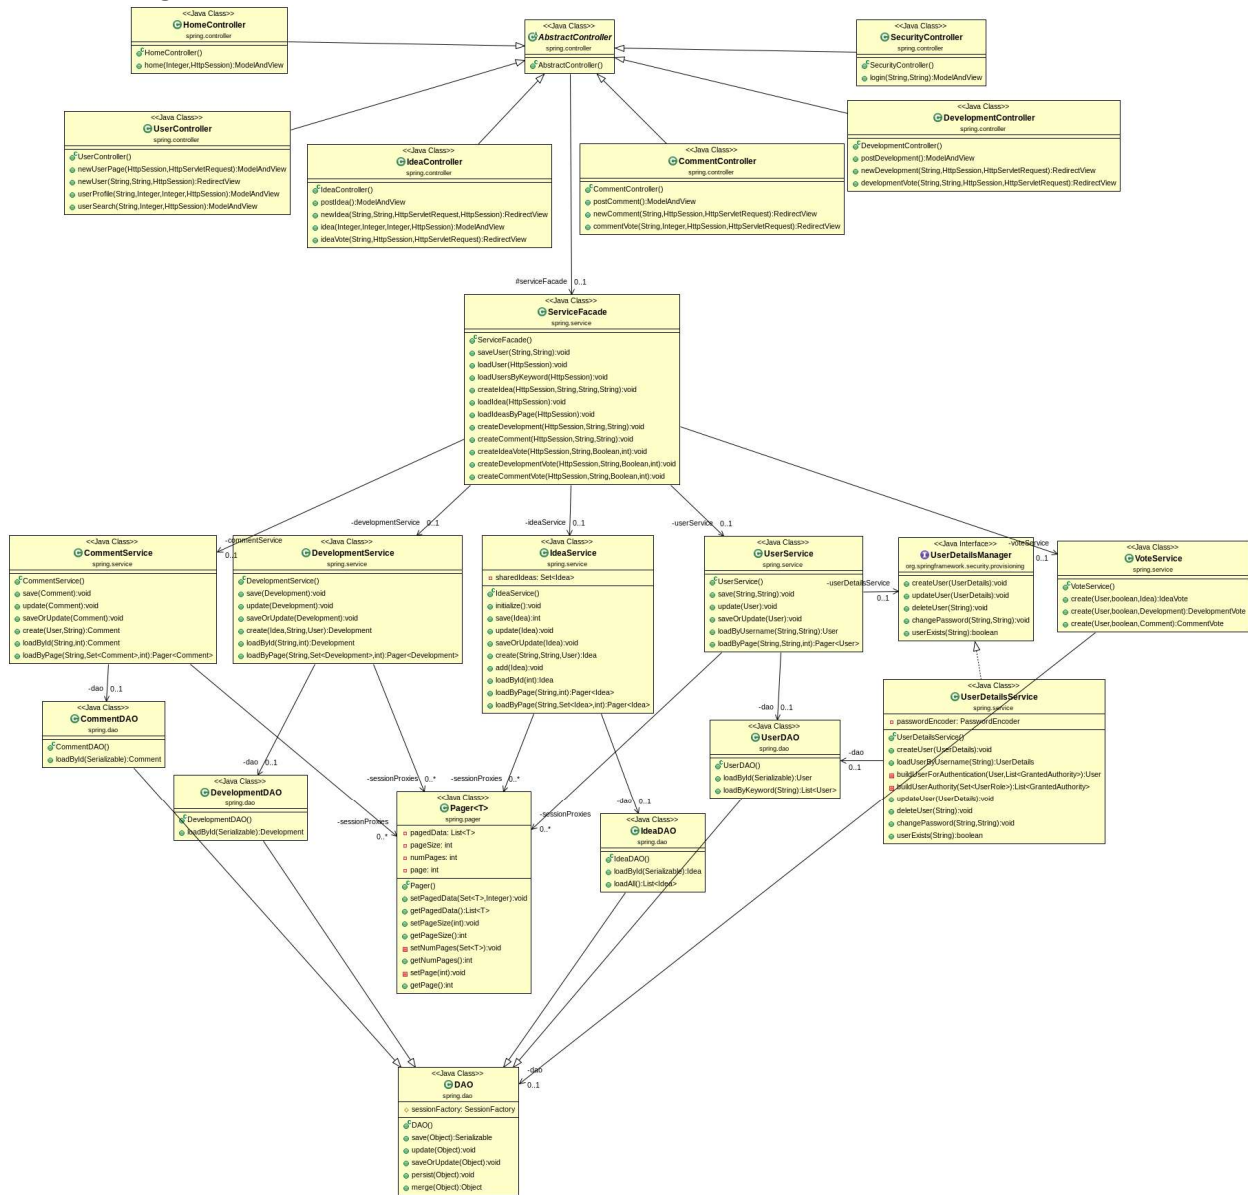 <<Java Class>>
HomeController
spring.controller
HomeController()
home(Integer,HttpSession):ModelAndView
<<Java Class>>
AbstractController
spring.controller
AbstractController()
<<Java Class>>
SecurityController
spring.controller
SecurityController()
login(String,String):ModelAndView
<<Java Class>>
UserController
spring.controller
UserController()
newUserPage(HttpSession,HttpServletRequest):ModelAndView
newUser(String,String,HttpSession):RedirectView
userProfile(String,Integer,Integer,HttpSession):ModelAndView
userSearch(String,Integer,HttpSession):ModelAndView
<<Java Class>>
IdeaController
spring.controller
IdeaController()
postIdea():ModelAndView
newIdea(String,String,HttpServletRequest,HttpSession):RedirectView
idea(Integer,Integer,Integer,HttpSession):ModelAndView
ideaVote(String,HttpSession,HttpServletRequest):RedirectView
<<Java Class>>
CommentController
spring.controller
CommentController()
postComment():ModelAndView
newComment(String,HttpSession,HttpServletRequest):RedirectView
commentVote(String,Integer,HttpSession,HttpServletRequest):RedirectView
<<Java Class>>
DevelopmentController
spring.controller
DevelopmentController()
postDevelopment():ModelAndView
newDevelopment(String,HttpSession,HttpServletRequest):RedirectView
developmentVote(String,String,HttpSession,HttpServletRequest):RedirectView
#serviceFacade 0..1
<<Java Class>>
ServiceFacade
spring.service
ServiceFacade()
saveUser(String,String):void
loadUser(HttpSession):void
loadUsersByKeyword(HttpSession):void
createIdea(HttpSession,String,String,String):void
loadIdea(HttpSession):void
loadIdeasByPage(HttpSession):void
createDevelopment(HttpSession,String,String):void
createComment(HttpSession,String,String):void
createIdeaVote(HttpSession,String,Boolean,int):void
createDevelopmentVote(HttpSession,String,Boolean,int):void
createCommentVote(HttpSession,String,Boolean,int):void
-commentService
0..1
-developmentService 0..1
-ideaService 0..1
-userService 0..1
-voteService
0..1
<<Java Class>>
CommentService
spring.service
CommentService()
save(Comment):void
update(Comment):void
saveOrUpdate(Comment):void
create(User,String):Comment
loadById(String,int):Comment
loadByPage(String,Set<Comment>,int):Pager<Comment>
<<Java Class>>
DevelopmentService
spring.service
DevelopmentService()
save(Development):void
update(Development):void
saveOrUpdate(Development):void
create(Idea,String,User):Development
loadById(String,int):Development
loadByPage(String,Set<Development>,int):Pager<Development>
<<Java Class>>
IdeaService
spring.service
sharedIdeas: Set<Idea>
IdeaService()
initialize():void
save(Idea):int
update(Idea):void
saveOrUpdate(Idea):void
create(String,String,User):Idea
add(Idea):void
loadById(int):Idea
loadByPage(String,int):Pager<Idea>
loadByPage(String,Set<Idea>,int):Pager<Idea>
<<Java Class>>
UserService
spring.service
UserService()
save(String,String):void
update(User):void
saveOrUpdate(User):void
loadByUsername(String,String):User
loadByPage(String,String,int):Pager<User>
-userDetailsService
0..1
<<Java Interface>>
UserDetailsManager
org.springframework.security.provisioning
createUser(UserDetails):void
updateUser(UserDetails):void
deleteUser(String):void
changePassword(String,String):void
userExists(String):boolean
<<Java Class>>
VoteService
spring.service
VoteService()
create(User,boolean,Idea):IdeaVote
create(User,boolean,Development):DevelopmentVote
create(User,boolean,Comment):CommentVote
-dao 0..1
<<Java Class>>
CommentDAO
spring.dao
CommentDAO()
loadById(Serializable):Comment
-dao 0..1
<<Java Class>>
DevelopmentDAO
spring.dao
DevelopmentDAO()
loadById(Serializable):Development
-sessionProxies 0..*
-sessionProxies 0..*
-sessionProxies
0..*
-sessionProxies
0..*
<<Java Class>>
Pager<T>
spring.pager
pagedData: List<T>
pageSize: int
numPages: int
page: int
Pager()
setPagedData(Set<T>,Integer):void
getPagedData():List<T>
setPageSize(int):void
getPageSize():int
setNumPages(Set<T>):void
getNumPages():int
setPage(int):void
getPage():int
-dao 0..1
<<Java Class>>
IdeaDAO
spring.dao
IdeaDAO()
loadById(Serializable):Idea
loadAll():List<Idea>
-dao 0..1
<<Java Class>>
UserDAO
spring.dao
UserDAO()
loadById(Serializable):User
loadByKeyword(String):List<User>
-dao
0..1
<<Java Class>>
UserDetailsService
spring.service
passwordEncoder: PasswordEncoder
UserDetailsService()
createUser(UserDetails):void
loadUserByUsername(String):UserDetails
buildUserForAuthentication(User,List<GrantedAuthority>):User
buildUserAuthority(Set<UserRole>):List<GrantedAuthority>
updateUser(UserDetails):void
deleteUser(String):void
changePassword(String,String):void
userExists(String):boolean
-dao
0..1
<<Java Class>>
DAO
spring.dao
sessionFactory: SessionFactory
DAO()
save(Object):Serializable
update(Object):void
saveOrUpdate(Object):void
persist(Object):void
merge(Object):Object